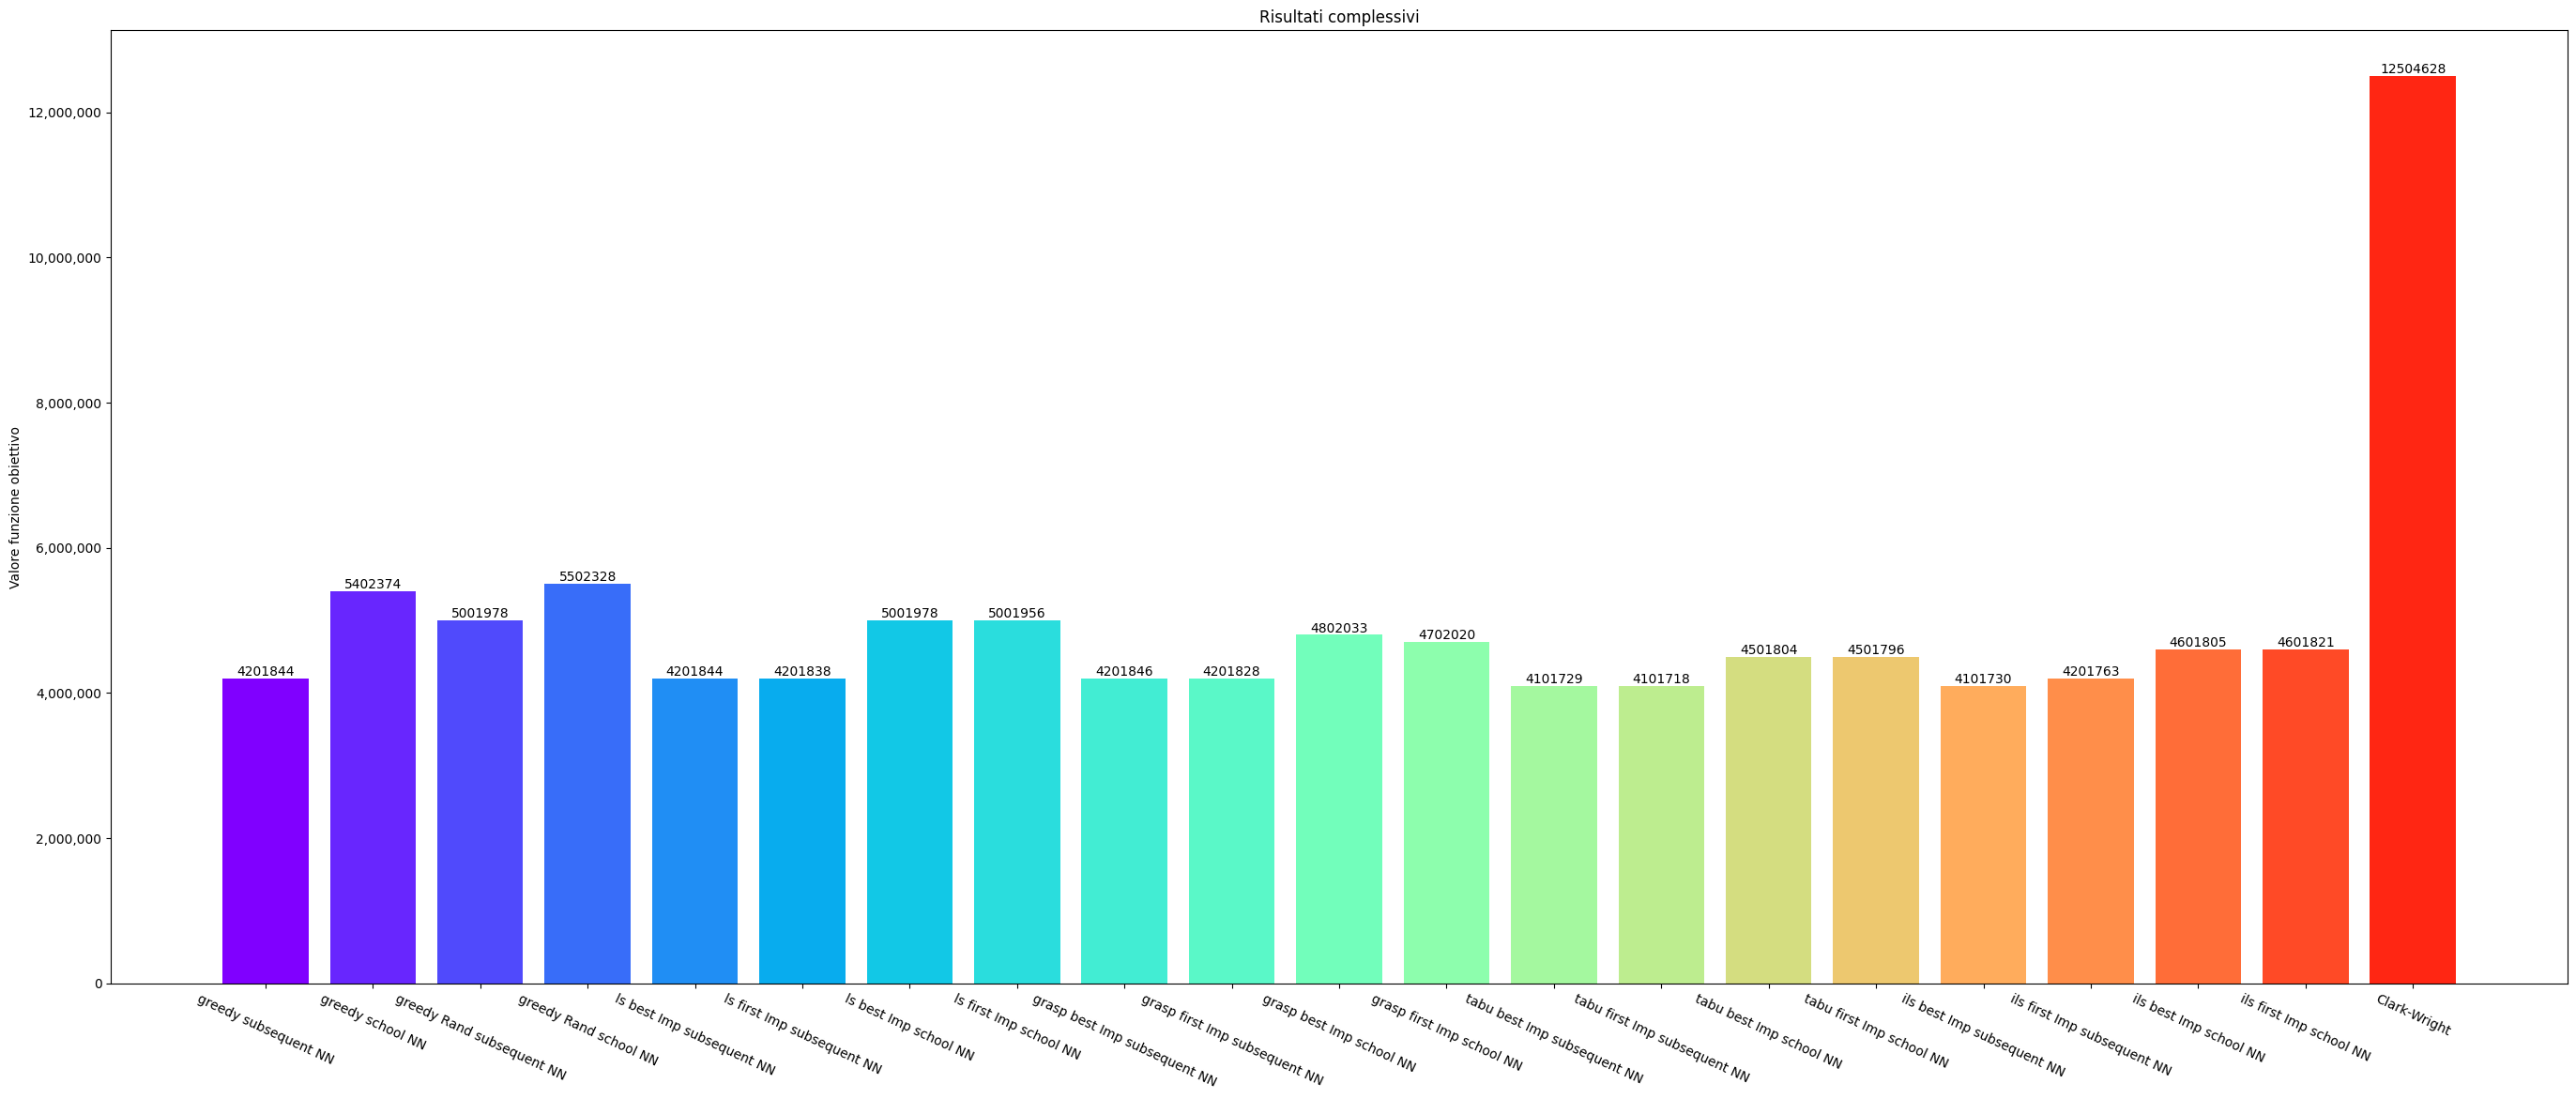 Risultati complessivi
Valore funzione obiettivo
12,000,000
10,000,000
8,000,000
6,000,000
4,000,000
2,000,000
0
4201844
5402374
5001978
5502328
4201844
4201838
5001978
5001956
4201846
4201828
4802033
4702020
4101729
4101718
4501804
4501796
4101730
4201763
4601805
4601821
12504628
greedy subsequent NN
greedy school NN
greedy Rand subsequent NN
greedy Rand school NN
ls best Imp subsequent NN
ls first Imp subsequent NN
ls best Imp school NN
ls first Imp school NN
grasp best Imp subsequent NN
grasp first Imp subsequent NN
grasp best Imp school NN
grasp first Imp school NN
tabu best Imp subsequent NN
tabu first Imp subsequent NN
tabu best Imp school NN
tabu first Imp school NN
ils best Imp subsequent NN
ils first Imp subsequent NN
ils best Imp school NN
ils first Imp school NN
Clark-Wright